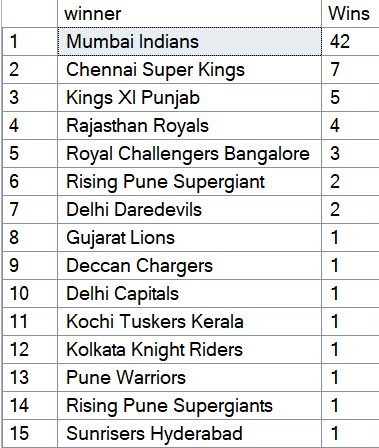 winner Wins
1 Mumbai Indians 42
2 Chennai Super Kings 7
3 Kings XI Punjab 5
4 Rajasthan Royals 4
5 Royal Challengers Bangalore 3
6 Rising Pune Supergiant 2
7 Delhi Daredevils 2
8 Gujarat Lions 1
9 Deccan Chargers 1
10 Delhi Capitals 1
11 Kochi Tuskers Kerala 1
12 Kolkata Knight Riders 1
13 Pune Warriors 1
14 Rising Pune Supergiants 1
15 Sunrisers Hyderabad 1